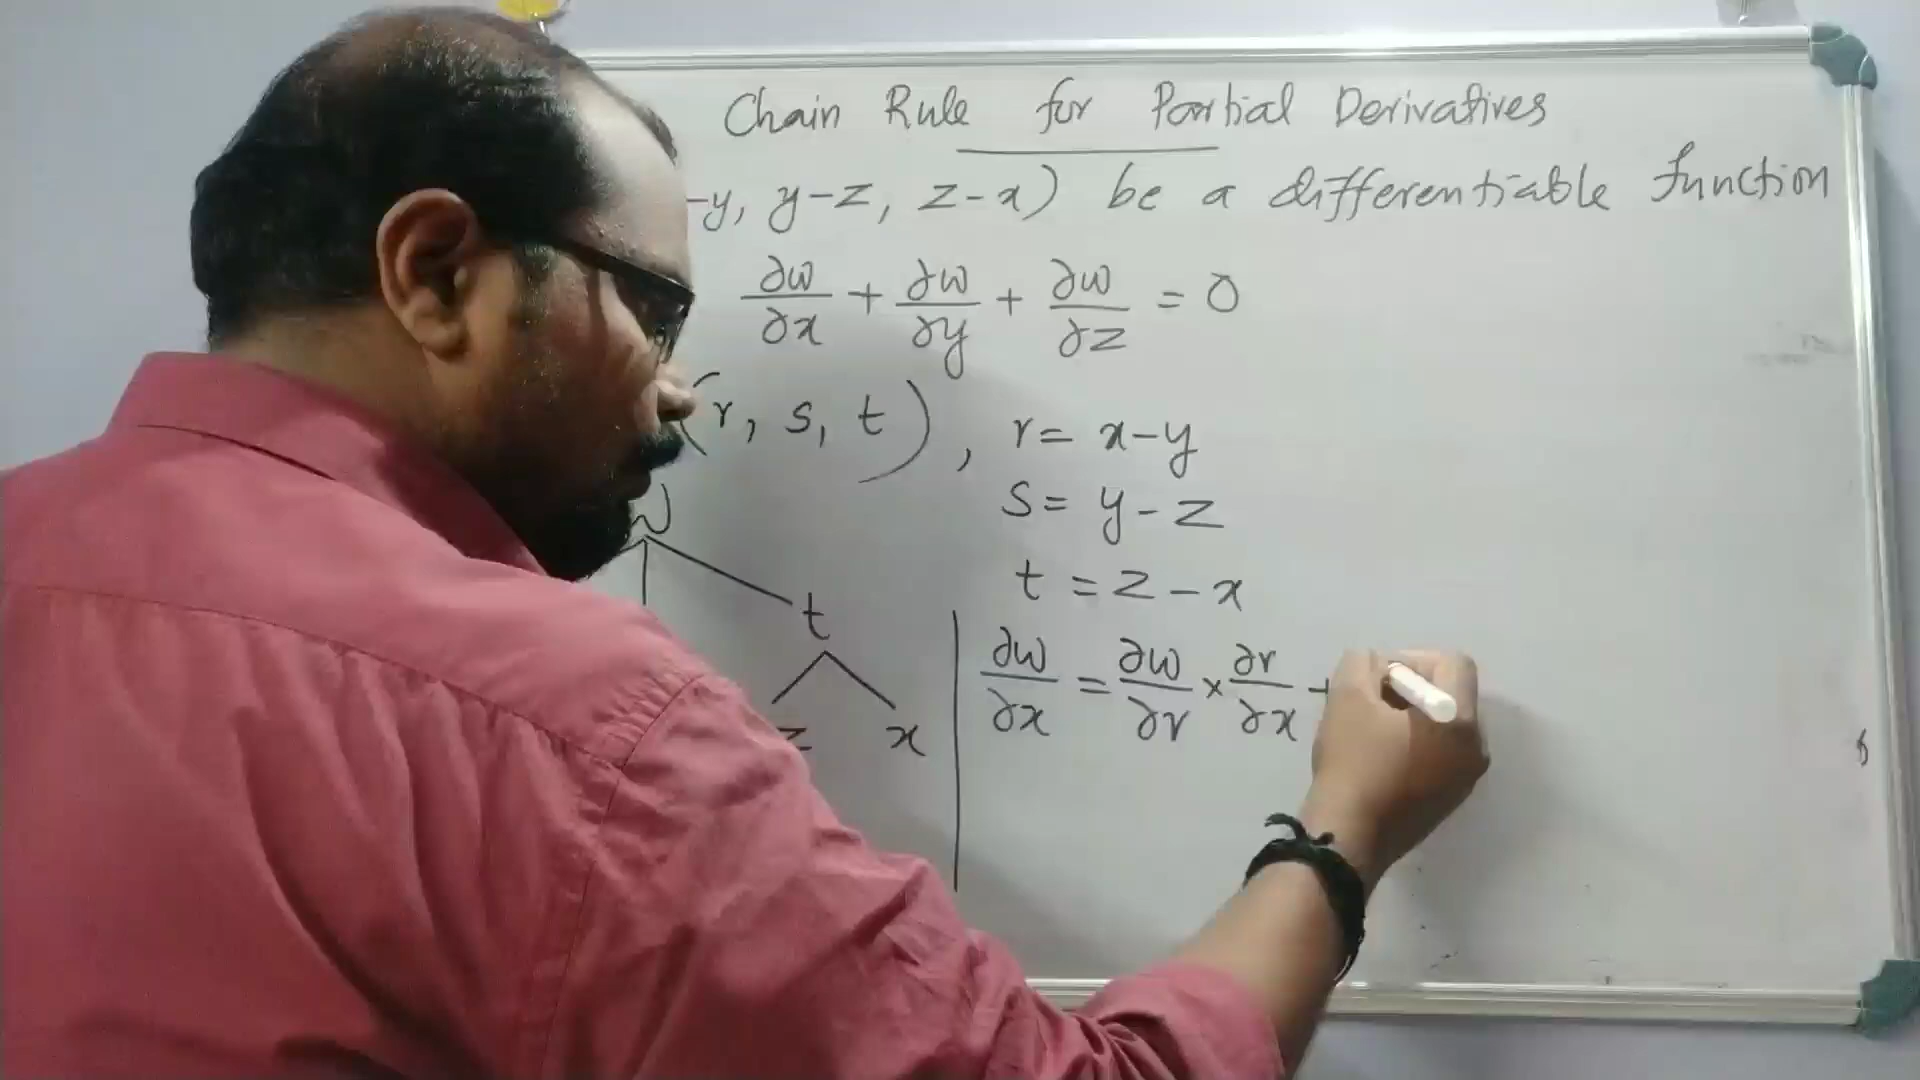 Chain Rule for Partial Derivatives
-y, y-z, z-x) be a differentiable function
∂w/∂x + ∂w/∂y + ∂w/∂z = 0
(r, s, t), r = x-y
s = y-z
w
t = z-x
t
z x
∂w/∂x = ∂w/∂r × ∂r/∂x +